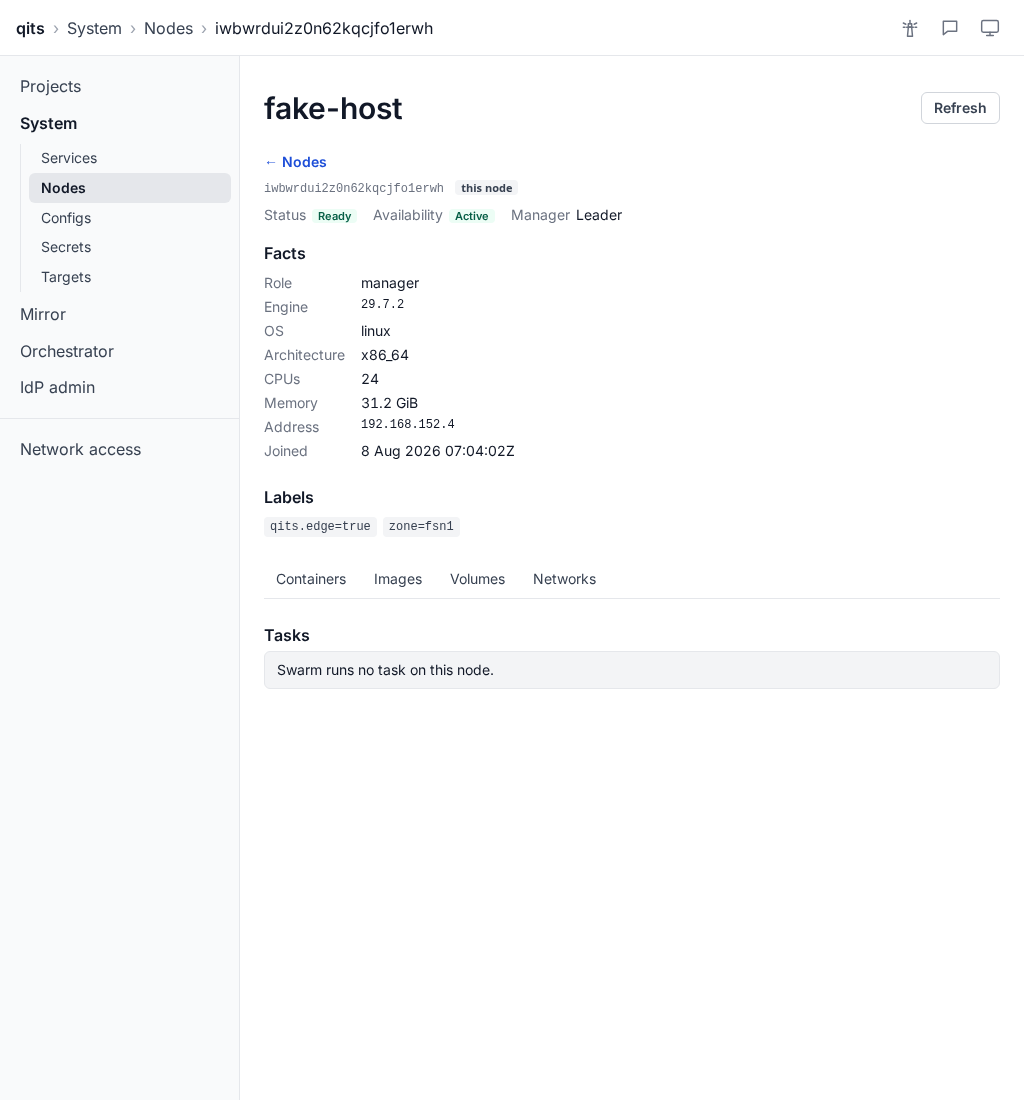 qits › System › Nodes › iwbwrdui2z0n62kqcjfo1erwh
Projects
System
Services
Nodes
Configs
Secrets
Targets
Mirror
Orchestrator
IdP admin
Network access
fake-host
Refresh
← Nodes
iwbwrdui2z0n62kqcjfo1erwh this node
Status Ready Availability Active Manager Leader
Facts
Role manager
Engine 29.7.2
OS linux
Architecture x86_64
CPUs 24
Memory 31.2 GiB
Address 192.168.152.4
Joined 8 Aug 2026 07:04:02Z
Labels
qits.edge=true zone=fsn1
Containers Images Volumes Networks
Tasks
Swarm runs no task on this node.